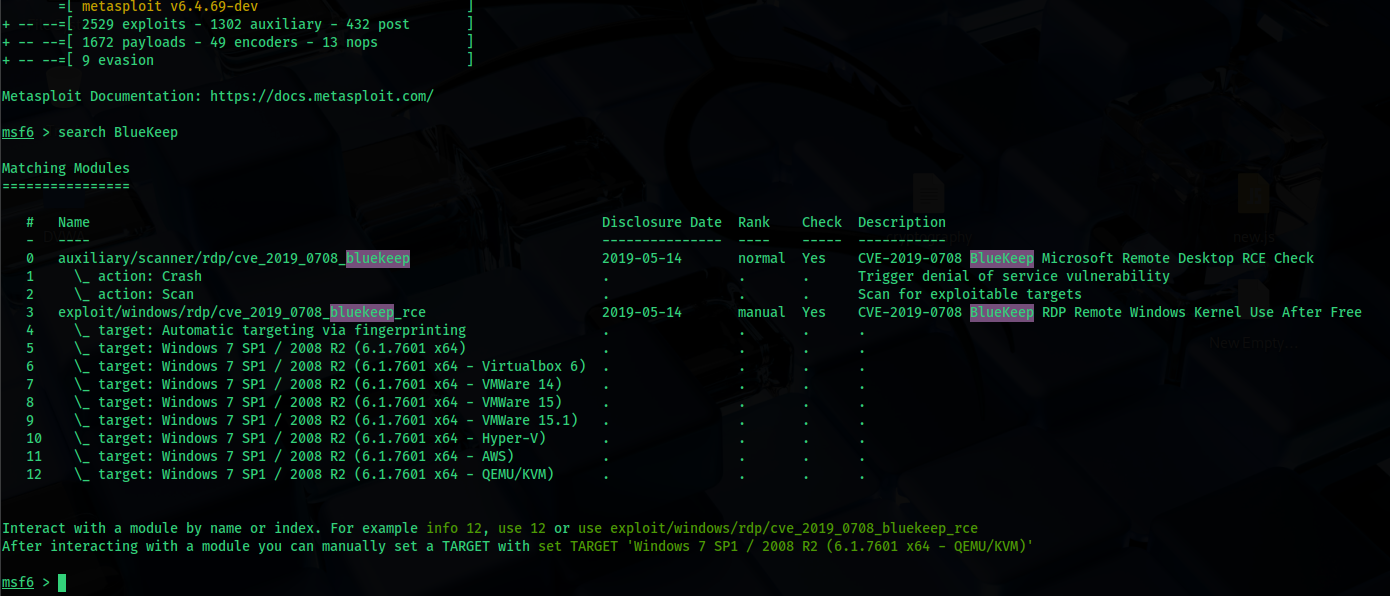 =[ metasploit v6.4.69-dev ]
+ -- --=[ 2529 exploits - 1302 auxiliary - 432 post ]
+ -- --=[ 1672 payloads - 49 encoders - 13 nops ]
+ -- --=[ 9 evasion ]
Metasploit Documentation: https://docs.metasploit.com/
msf6 > search BlueKeep
Matching Modules
================
# Name Disclosure Date Rank Check Description
- ---- --------------- ---- ----- -----------
0 auxiliary/scanner/rdp/cve_2019_0708_bluekeep 2019-05-14 normal Yes CVE-2019-0708 BlueKeep Microsoft Remote Desktop RCE Check
1 \_ action: Crash . . . Trigger denial of service vulnerability
2 \_ action: Scan . . . Scan for exploitable targets
3 exploit/windows/rdp/cve_2019_0708_bluekeep_rce 2019-05-14 manual Yes CVE-2019-0708 BlueKeep RDP Remote Windows Kernel Use After Free
4 \_ target: Automatic targeting via fingerprinting . . . .
5 \_ target: Windows 7 SP1 / 2008 R2 (6.1.7601 x64) . . . .
6 \_ target: Windows 7 SP1 / 2008 R2 (6.1.7601 x64 - Virtualbox 6) . . . .
7 \_ target: Windows 7 SP1 / 2008 R2 (6.1.7601 x64 - VMWare 14) . . . .
8 \_ target: Windows 7 SP1 / 2008 R2 (6.1.7601 x64 - VMWare 15) . . . .
9 \_ target: Windows 7 SP1 / 2008 R2 (6.1.7601 x64 - VMWare 15.1) . . . .
10 \_ target: Windows 7 SP1 / 2008 R2 (6.1.7601 x64 - Hyper-V) . . . .
11 \_ target: Windows 7 SP1 / 2008 R2 (6.1.7601 x64 - AWS) . . . .
12 \_ target: Windows 7 SP1 / 2008 R2 (6.1.7601 x64 - QEMU/KVM) . . . .
New Empty...
Interact with a module by name or index. For example info 12, use 12 or use exploit/windows/rdp/cve_2019_0708_bluekeep_rce
After interacting with a module you can manually set a TARGET with set TARGET 'Windows 7 SP1 / 2008 R2 (6.1.7601 x64 - QEMU/KVM)'
msf6 >